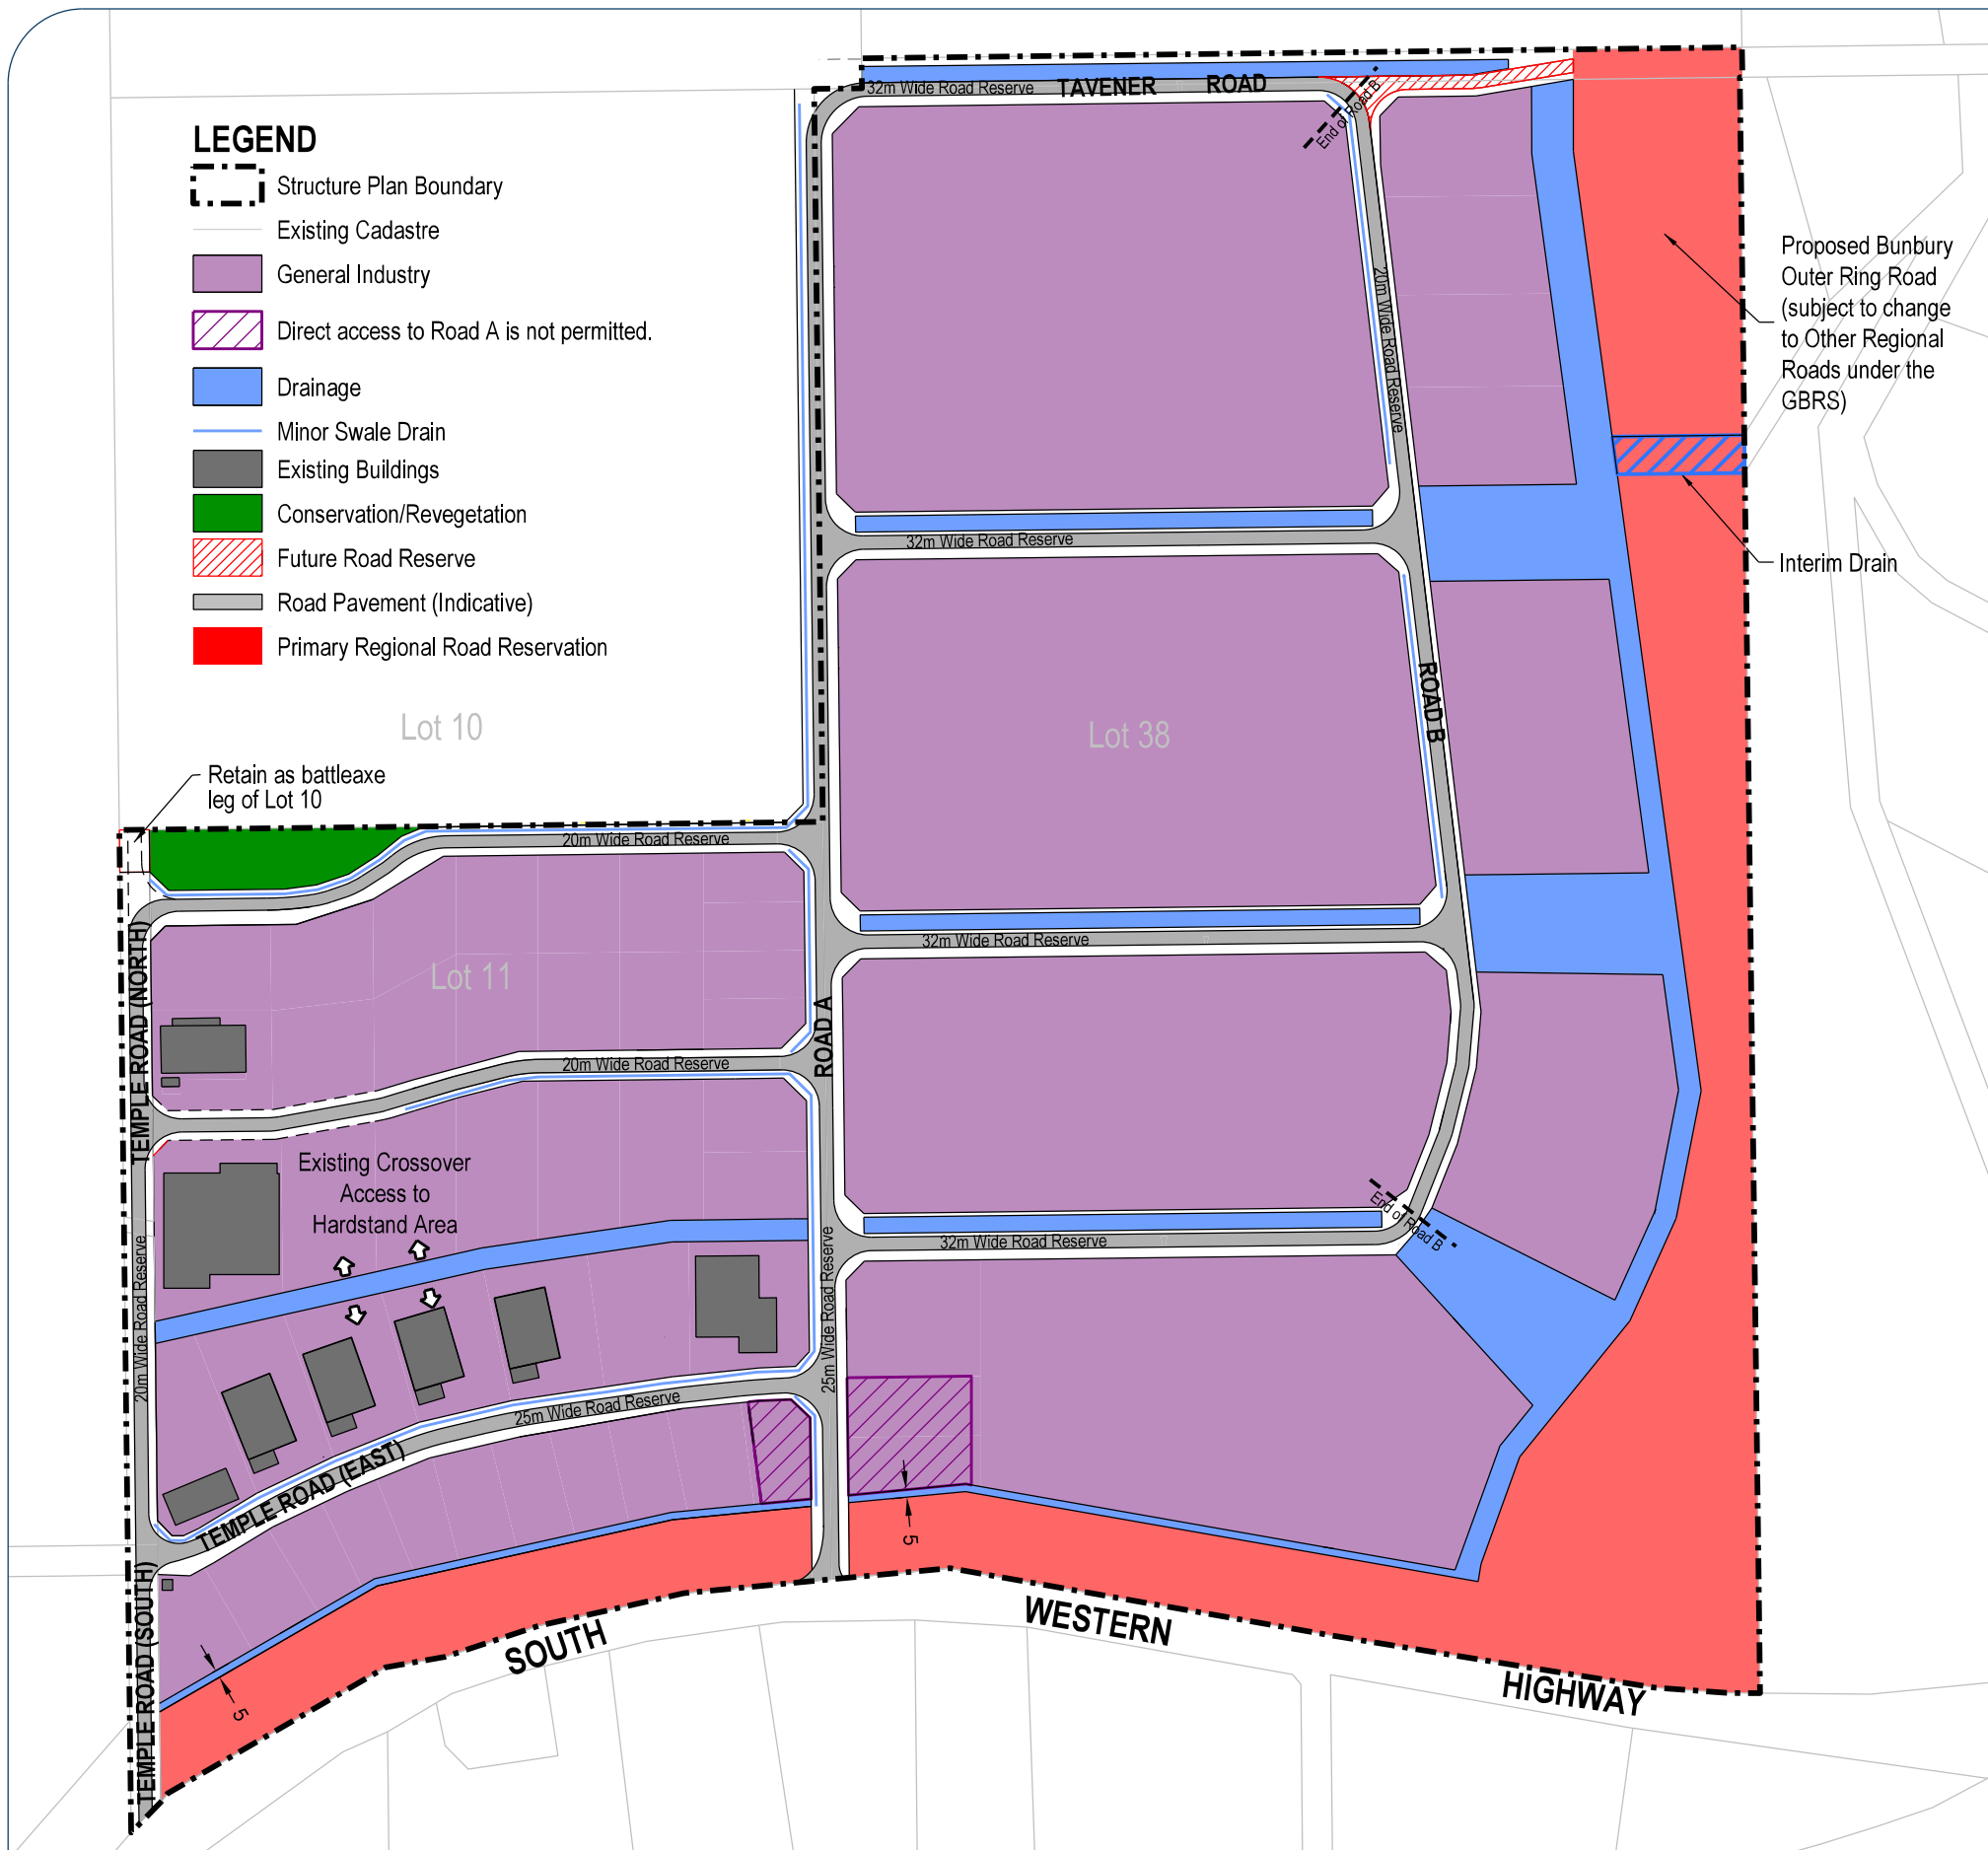 32m Wide Road Reserve
TAVENER ROAD
End of Road B
LEGEND
Structure Plan Boundary
Existing Cadastre
General Industry
Direct access to Road A is not permitted.
Drainage
Minor Swale Drain
Existing Buildings
Conservation/Revegetation
Future Road Reserve
Road Pavement (Indicative)
Primary Regional Road Reservation
Proposed Bunbury
Outer Ring Road
(subject to change
to Other Regional
Roads under the
GBRS)
20m Wide Road Reserve
Interim Drain
32m Wide Road Reserve
Lot 10
Lot 38
ROAD B
Retain as battleaxe
leg of Lot 10
20m Wide Road Reserve
32m Wide Road Reserve
Lot 11
TEMPLE ROAD (NORTH)
ROAD A
20m Wide Road Reserve
Existing Crossover
Access to
Hardstand Area
End of Road B
32m Wide Road Reserve
20m Wide Road Reserve
25m Wide Road Reserve
25m Wide Road Reserve
TEMPLE ROAD (EAST)
5
TEMPLE ROAD (SOUTH)
5
SOUTH
WESTERN
HIGHWAY